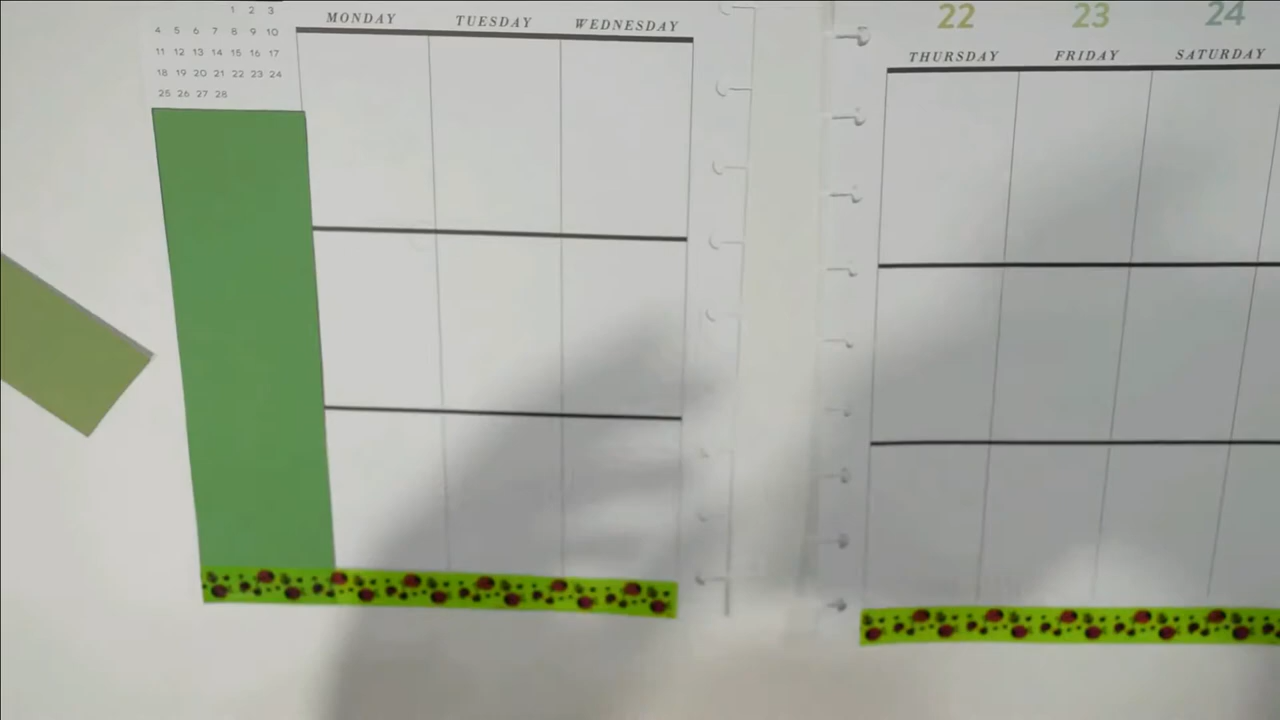 1 2 3
4 5 6 7 8 9 10
11 12 13 14 15 16 17
18 19 20 21 22 23 24
25 26 27 28
MONDAY TUESDAY WEDNESDAY
22 23 24
THURSDAY FRIDAY SATURDAY